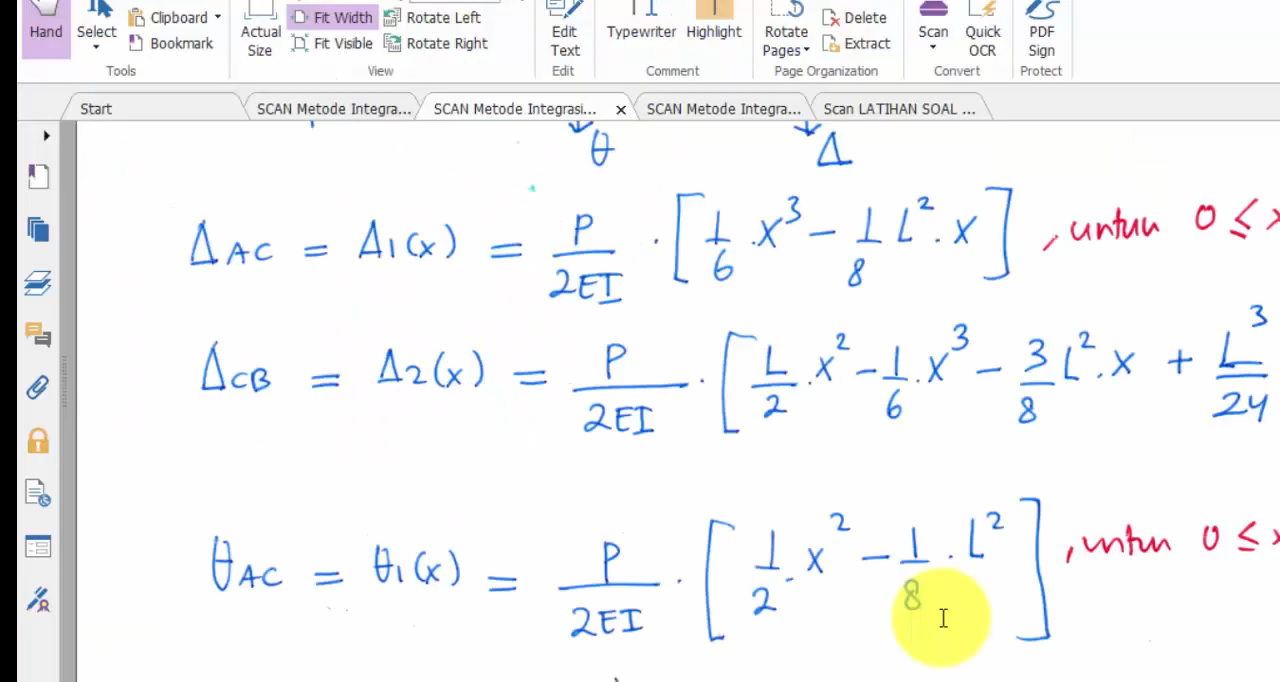 Clipboard Fit Width Rotate Left Delete
Hand Select Bookmark Actual Size Fit Visible Rotate Right Edit Text Typewriter Highlight Rotate Pages Extract Scan Quick OCR PDF Sign
Tools View Edit Comment Page Organization Convert Protect
Start SCAN Metode Integra... SCAN Metode Integrasi... x SCAN Metode Integra... Scan LATIHAN SOAL ...
θ Δ
Δ AC = Δ1(x) = P/2EI · [1/6 · x³ − 1/8 L² · x] , untuk 0 ≤ x
Δ CB = Δ2(x) = P/2EI · [L/2 · x² − 1/6 · x³ − 3/8 L² · x + L³/24
θ AC = θ1(x) = P/2EI · [1/2 · x² − 1/8 · L²] , untuk 0 ≤ x